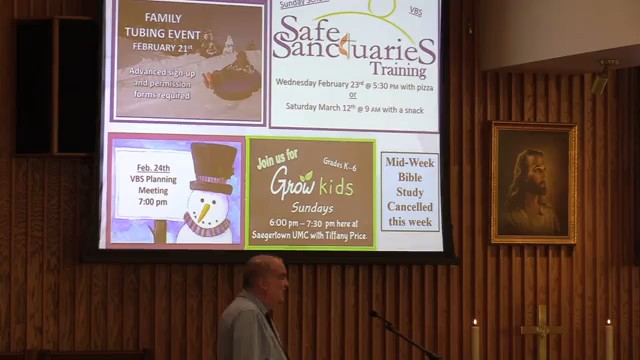 FAMILY
TUBING EVENT
FEBRUARY 21st
Advanced sign-up
and permission
forms required
Sunday School
VBS
Safe
SanctuarieS
Training
Wednesday February 23rd @ 5:30 PM with pizza
or
Saturday March 12th @ 9 AM with a snack
Feb. 24th
VBS Planning
Meeting
7:00 pm
Join us for
Grades K-6
Grow kids
Sundays
6:00 pm – 7:30 pm here at
Saegertown UMC with Tiffany Price.
Mid-Week
Bible
Study
Cancelled
this week